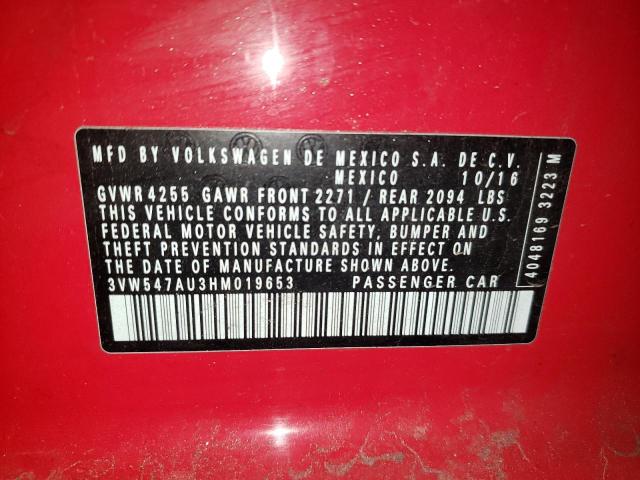 MFD BY VOLKSWAGEN DE MEXICO S.A. DE C.V.
MEXICO 10/16
GVWR 4255 GAWR FRONT 2271 / REAR 2094 LBS
THIS VEHICLE CONFORMS TO ALL APPLICABLE U.S.
FEDERAL MOTOR VEHICLE SAFETY, BUMPER AND
THEFT PREVENTION STANDARDS IN EFFECT ON
THE DATE OF MANUFACTURE SHOWN ABOVE.
3VW547AU3HM019653 PASSENGER CAR
4048169 3223 M